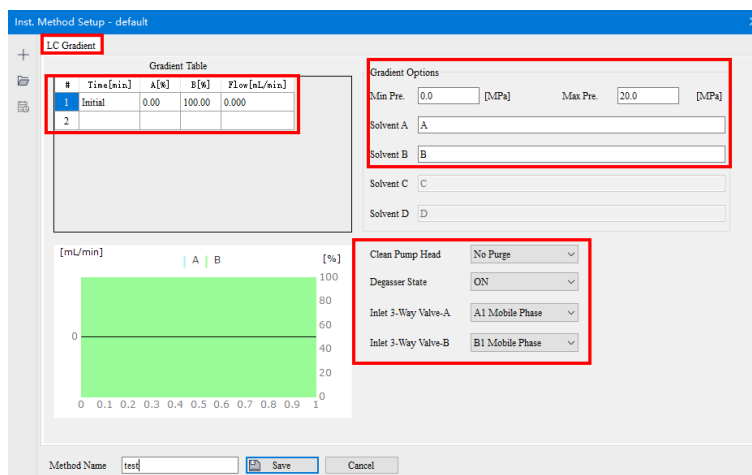 Inst. Method Setup - default
LC Gradient
Gradient Table
# Time[min] A[%] B[%] Flow[mL/min]
1 Initial 0.00 100.00 0.000
2
Gradient Options
Min Pre. 0.0 [MPa] Max Pre. 20.0 [MPa]
Solvent A A
Solvent B B
Solvent C C
Solvent D D
[mL/min] A B [%]
100
80
60
0
40
20
0
0 0.1 0.2 0.3 0.4 0.5 0.6 0.7 0.8 0.9 1
Clean Pump Head No Purge
Degasser State ON
Inlet 3-Way Valve-A A1 Mobile Phase
Inlet 3-Way Valve-B B1 Mobile Phase
Method Name test Save Cancel